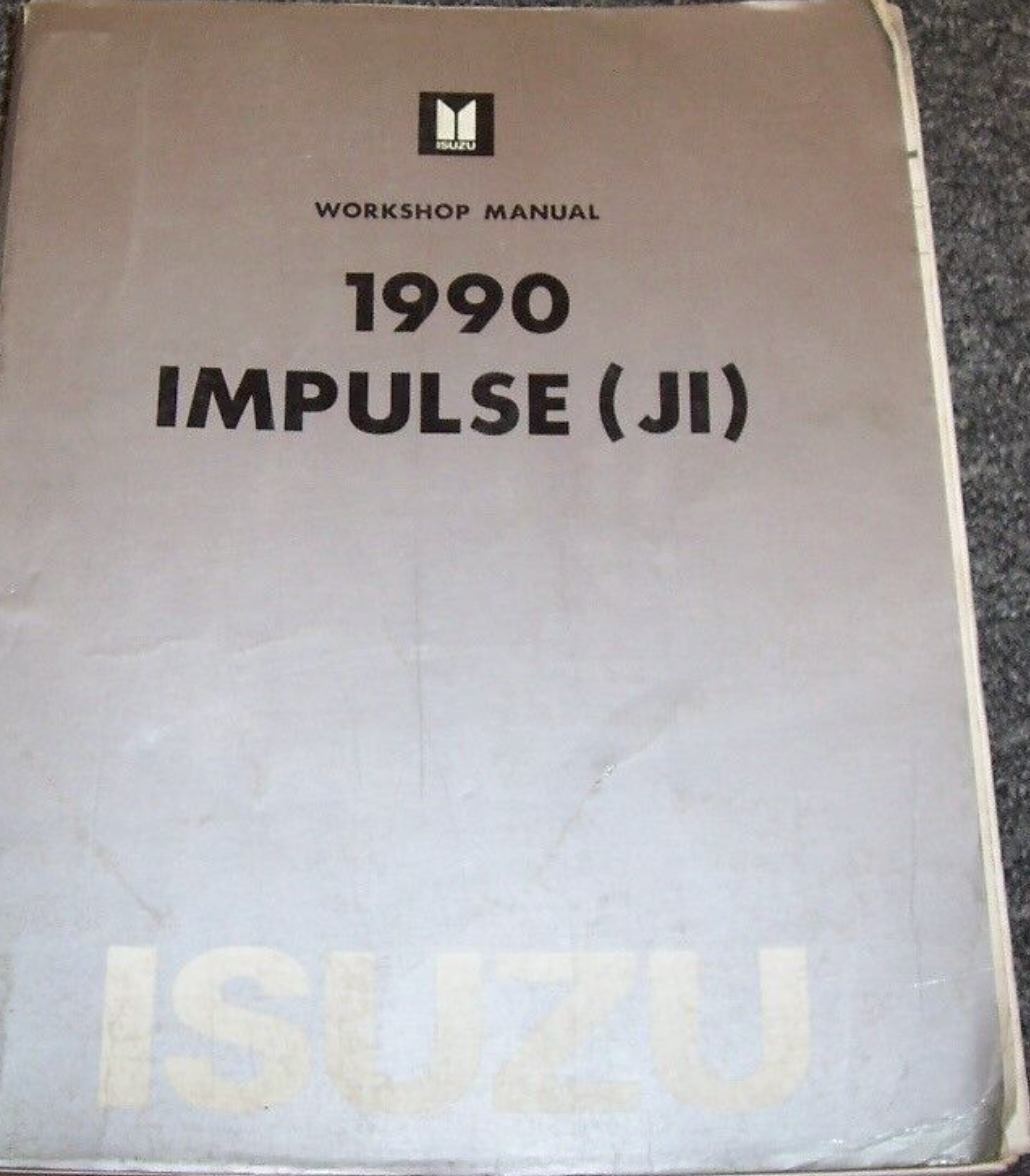 ISUZU
WORKSHOP MANUAL
1990
IMPULSE (JI)
ISUZU